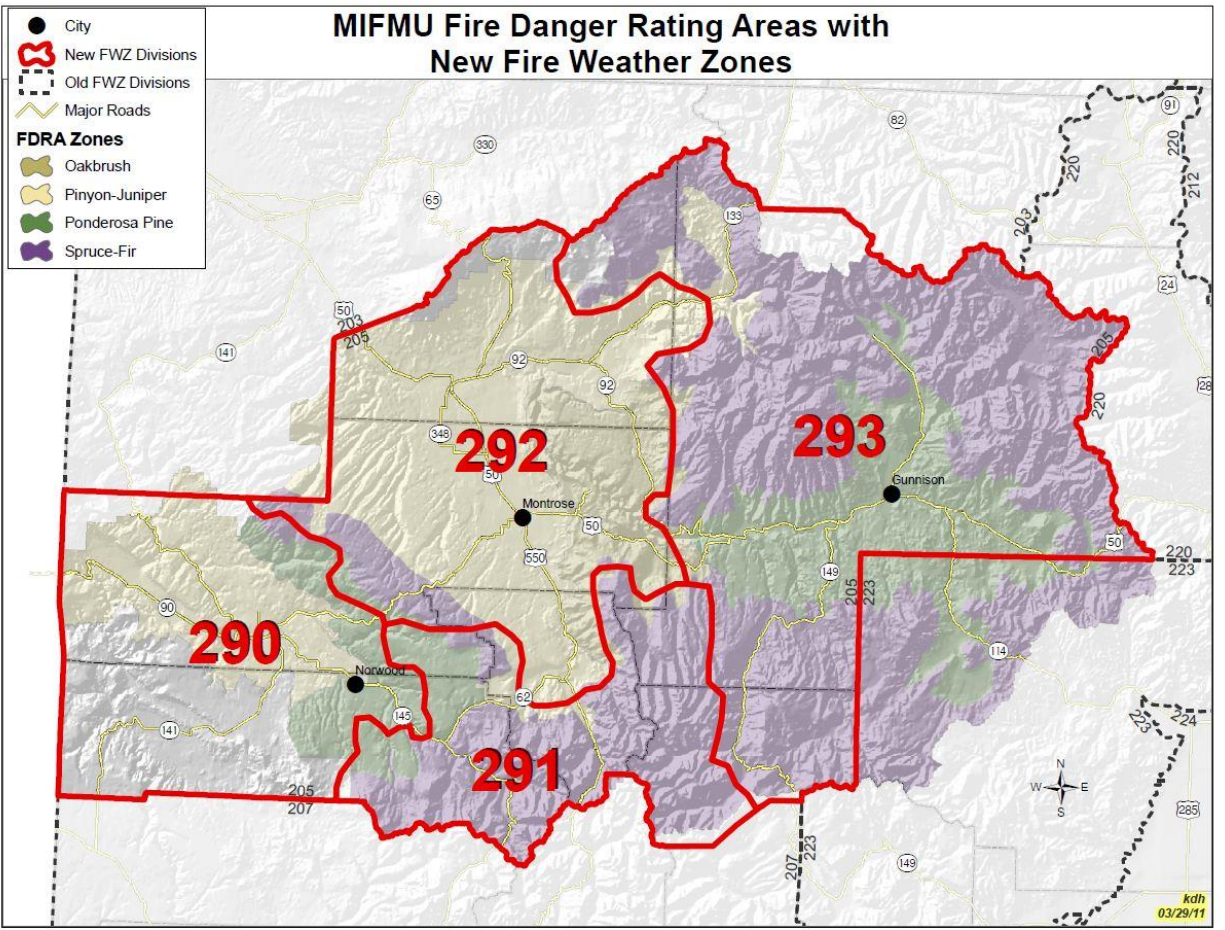 MIFMU Fire Danger Rating Areas with
New Fire Weather Zones
City
New FWZ Divisions
Old FWZ Divisions
Major Roads
FDRA Zones
Oakbrush
Pinyon-Juniper
Ponderosa Pine
Spruce-Fir
91
82
220
220
212
330
65
133
203
24
50
203
205
141
205
92
92
220
348
292
293
50
Gunnison
Montrose
50
550
50
220
223
149
205
223
90
290
114
Norwood
62
145
141
223
224
291
N
W
E
S
205
207
285
207
223
149
kdh
03/29/11